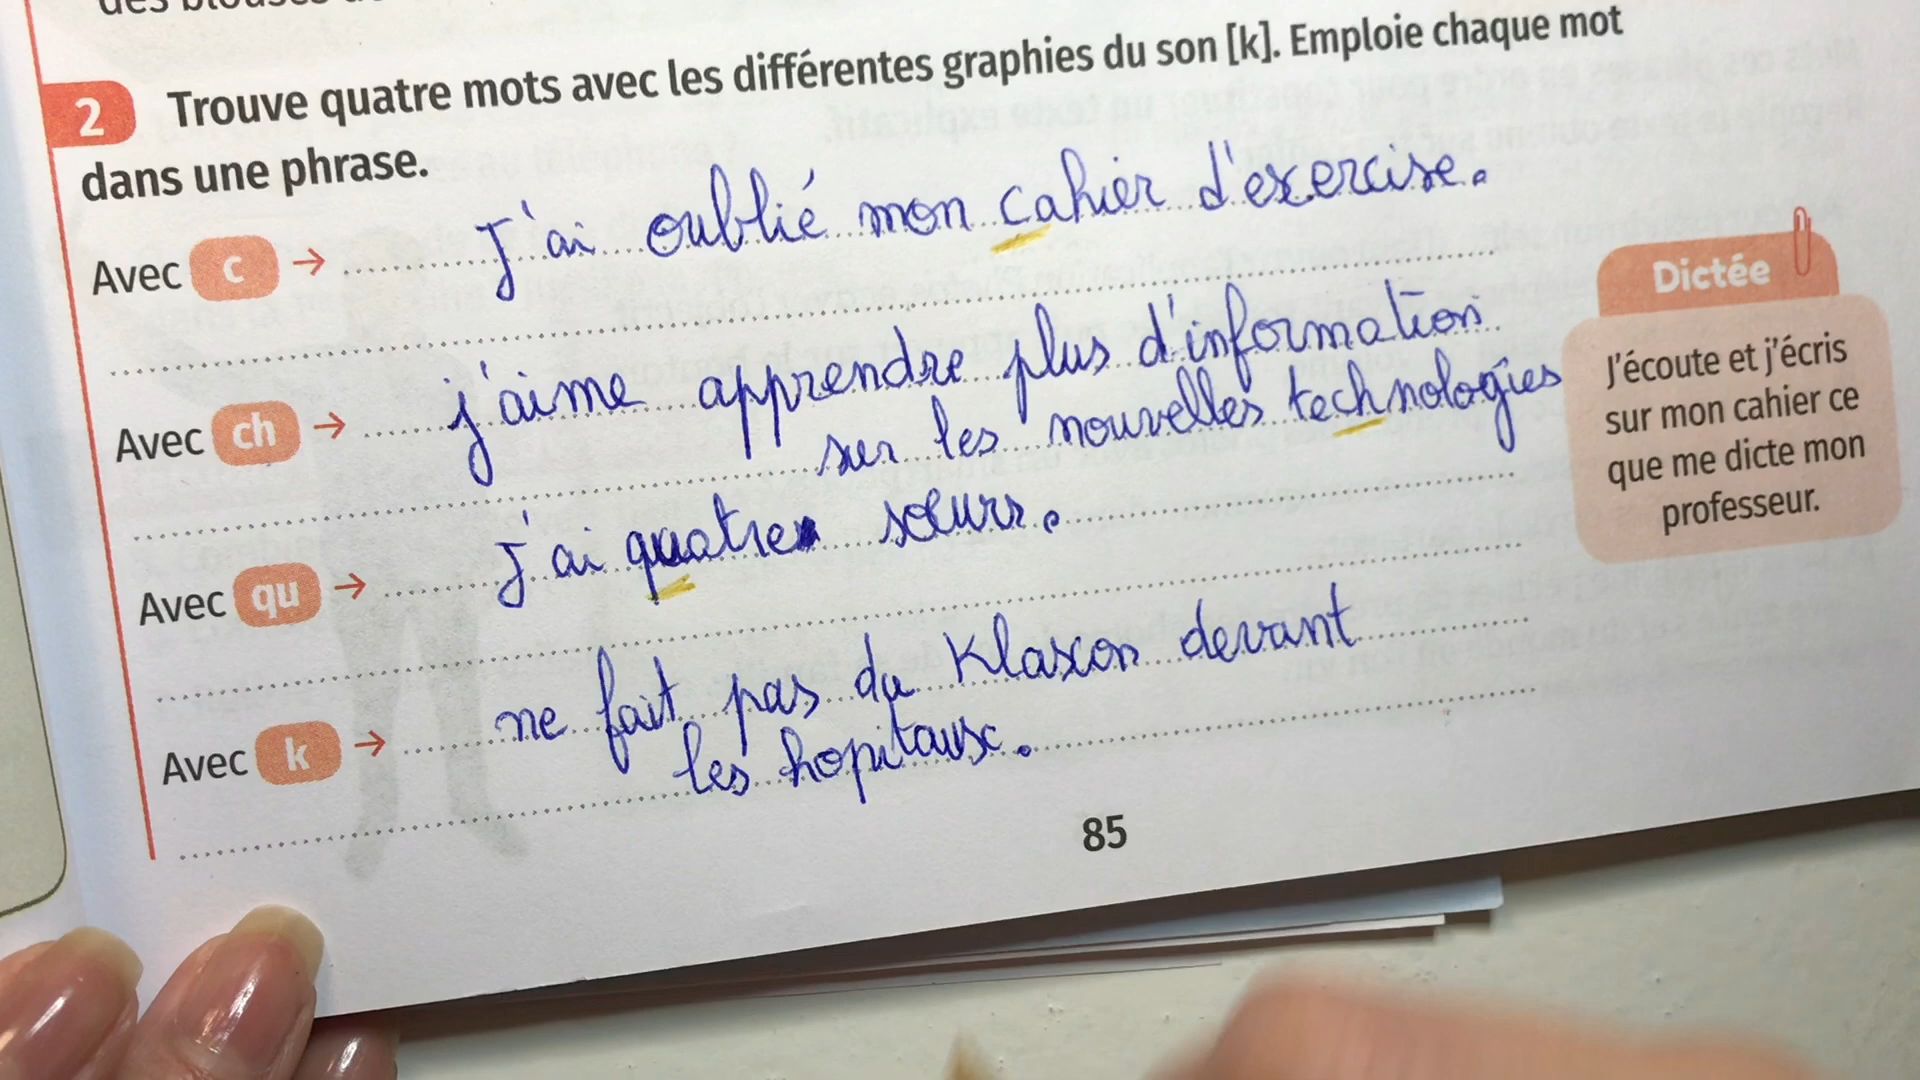 2 Trouve quatre mots avec les différentes graphies du son [k]. Emploie chaque mot
dans une phrase.
Avec c → J'ai oublié mon cahier d'exercise.
Avec ch → j'aime apprendre plus d'information
sur les nouvelles technologies
Avec qu → J'ai quatre sœurs.
Avec k → ne fait pas du Klaxon devant
les hopitaux.
Dictée
J'écoute et j'écris
sur mon cahier ce
que me dicte mon
professeur.
85